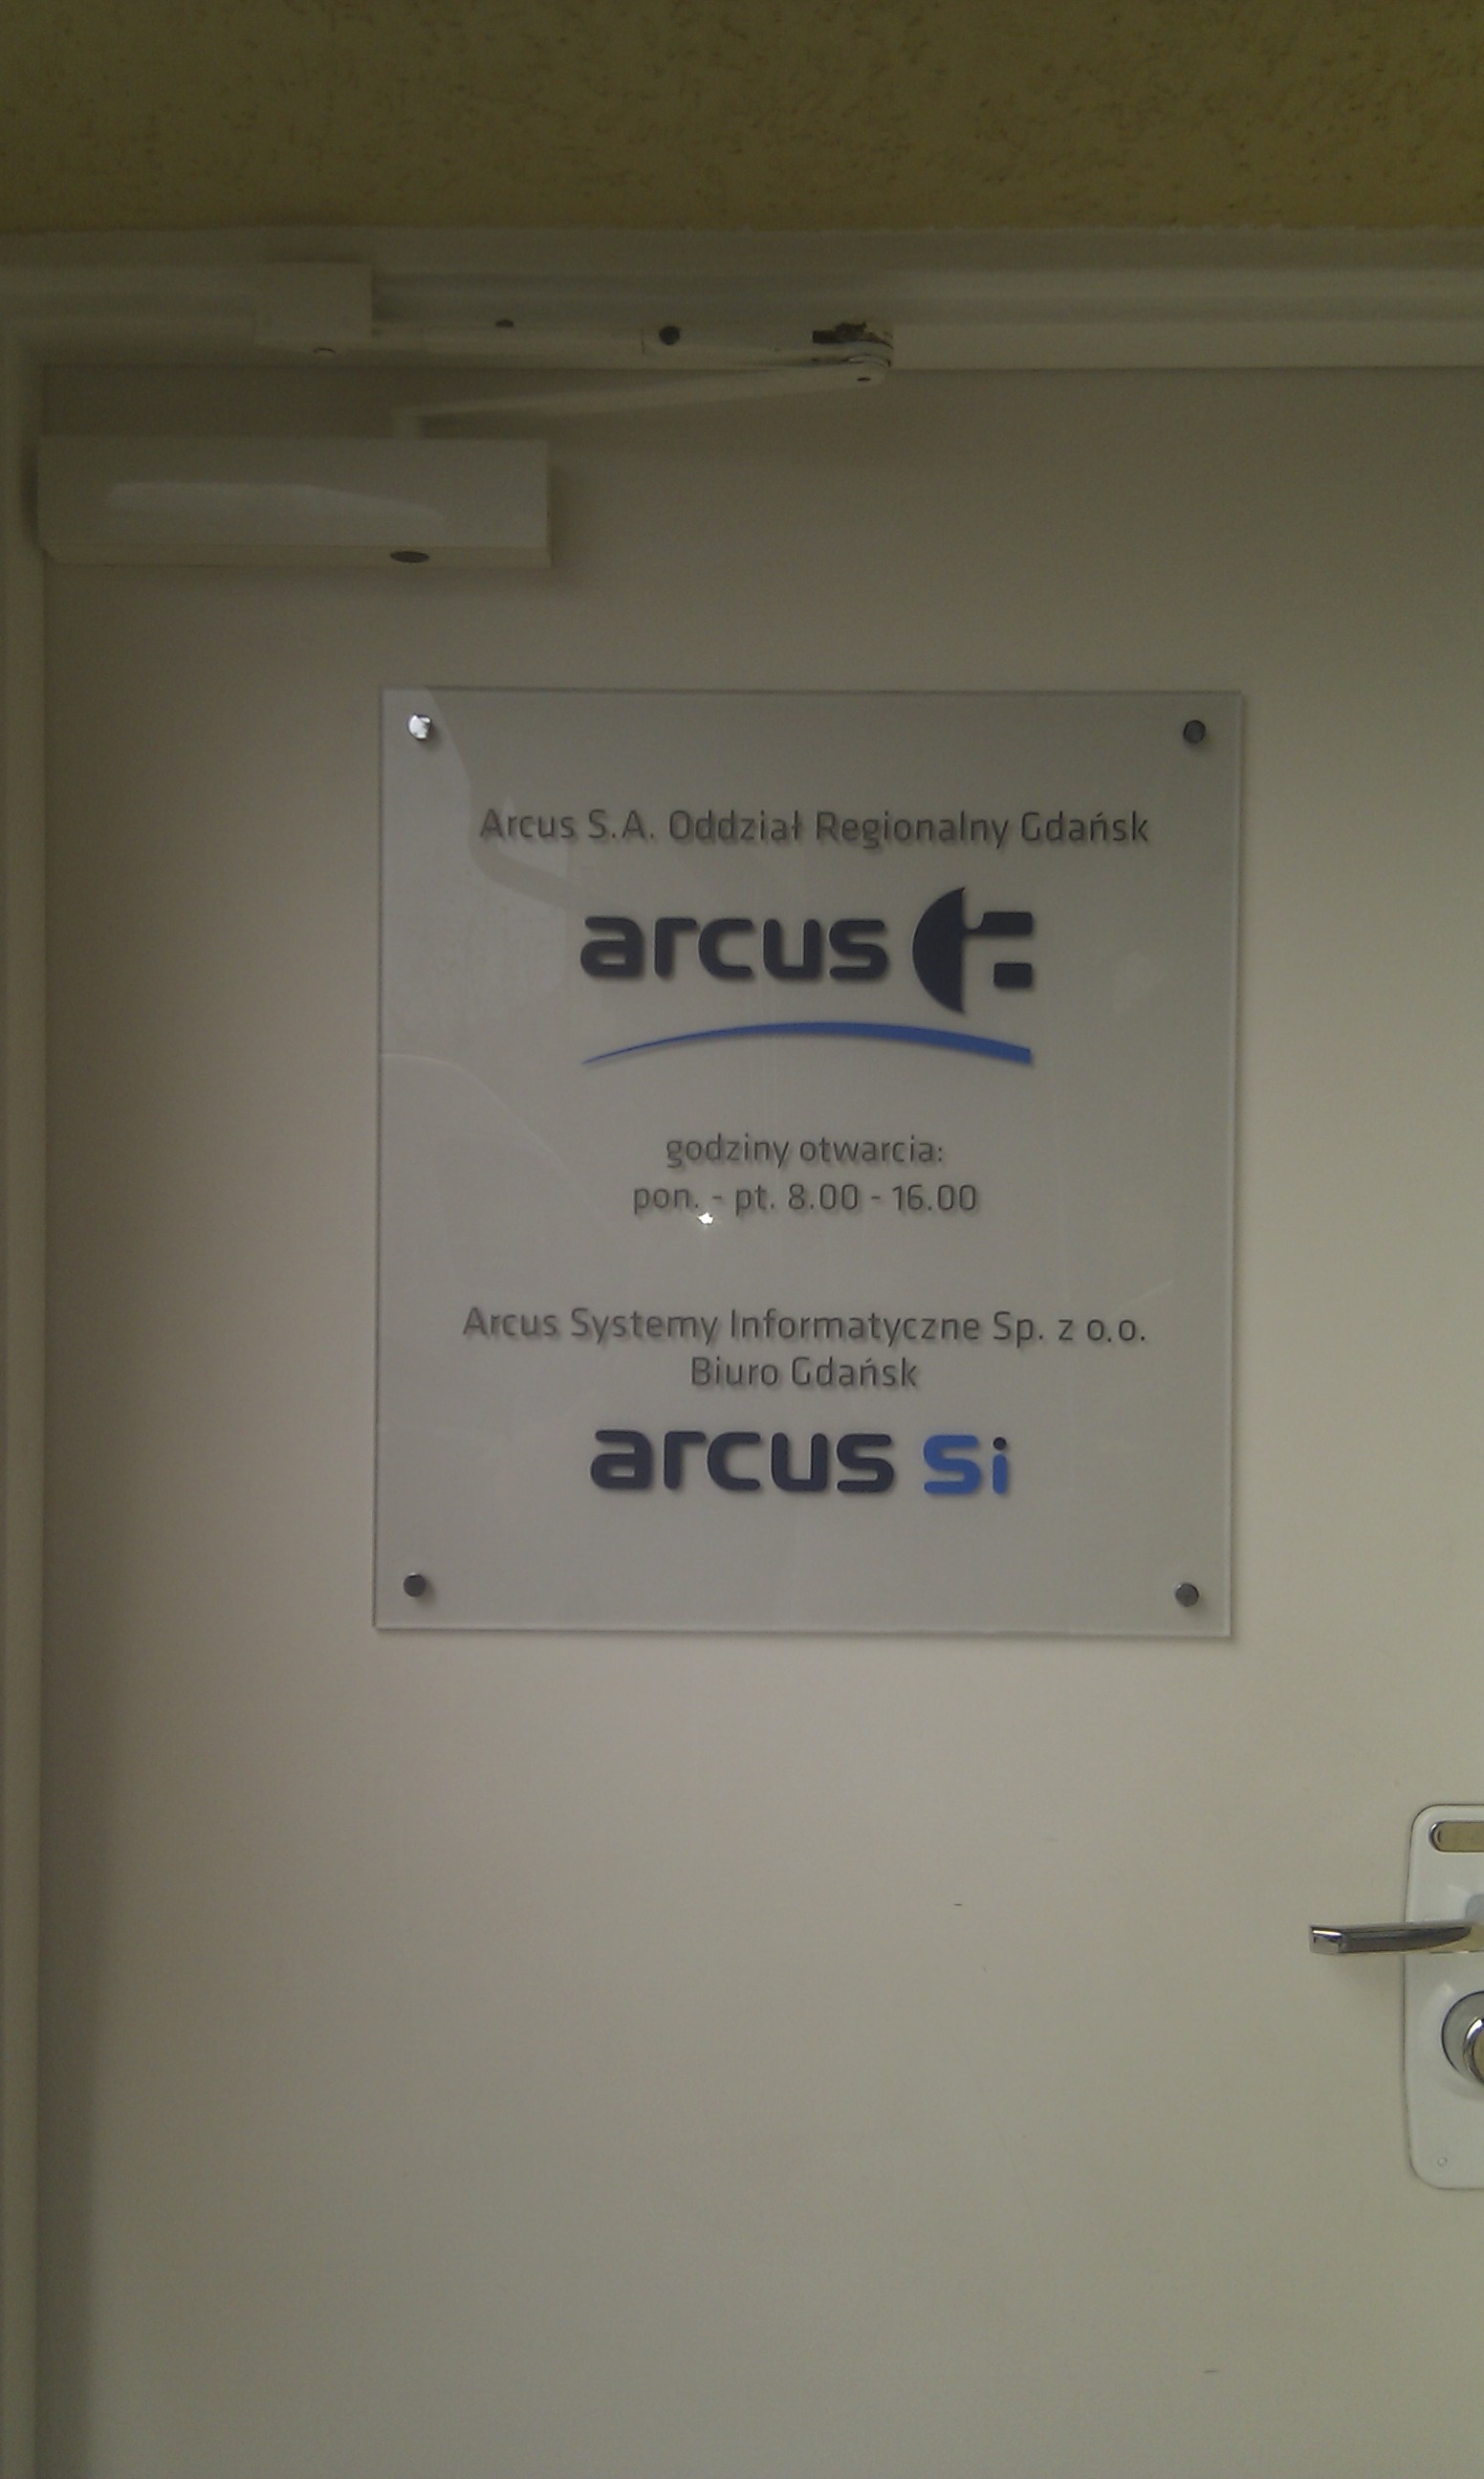 Arcus S.A. Oddział Regionalny Gdańsk
arcus
godziny otwarcia:
pon. - pt. 8.00 - 16.00
Arcus Systemy Informatyczne Sp. z o.o.
Biuro Gdańsk
arcus si